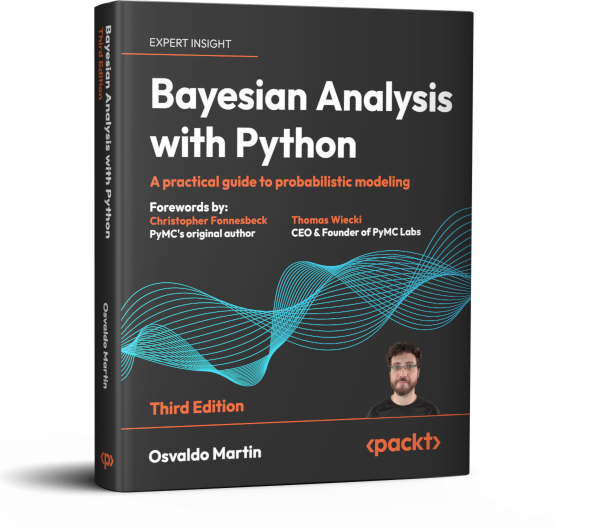 EXPERT INSIGHT
Bayesian Analysis
with Python
A practical guide to probabilistic modeling
Forewords by:
Christopher Fonnesbeck
PyMC's original author
Thomas Wiecki
CEO & Founder of PyMC Labs
Third Edition
Osvaldo Martin
<packt>
Bayesian Analysis with Python
Third Edition
Osvaldo Martin
<p>